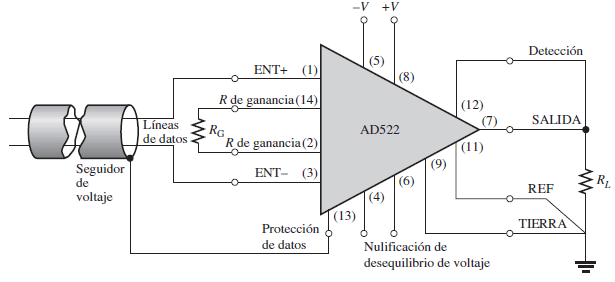 −V +V
(5)
(8)
Detección
ENT+ (1)
R de ganancia (14)
(12)
(7) SALIDA
Líneas
de datos
RG
AD522
R de ganancia (2)
(11)
(9)
ENT− (3)
Seguidor
de
voltaje
(6)
(4)
REF
RL
(13)
TIERRA
Protección
de datos
Nulificación de
desequilibrio de voltaje